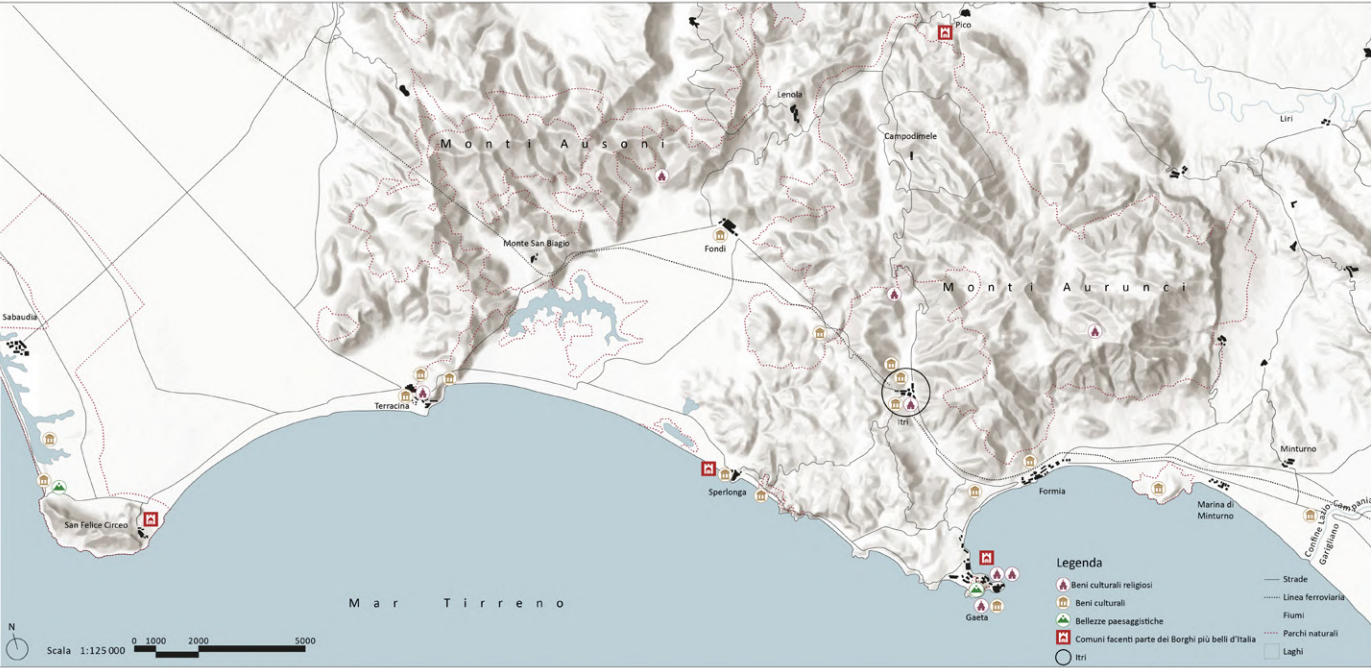 Pico
Lenola
Liri
Campodimele
Monti Ausoni
Monte San Biagio
Fondi
Monti Aurunci
Sabaudia
Terracina
Itri
Minturno
Sperlonga
Formia
Marina di
Minturno
San Felice Circeo
Confine Lazio-Campania
Garigliano
Gaeta
Mar Tirreno
N
Scala 1:125 000
0 1000 2000 5000
Legenda
Beni culturali religiosi
Beni culturali
Bellezze paesaggistiche
Comuni facenti parte dei Borghi più belli d'Italia
Itri
Strade
Linea ferroviaria
Fiumi
Parchi naturali
Laghi